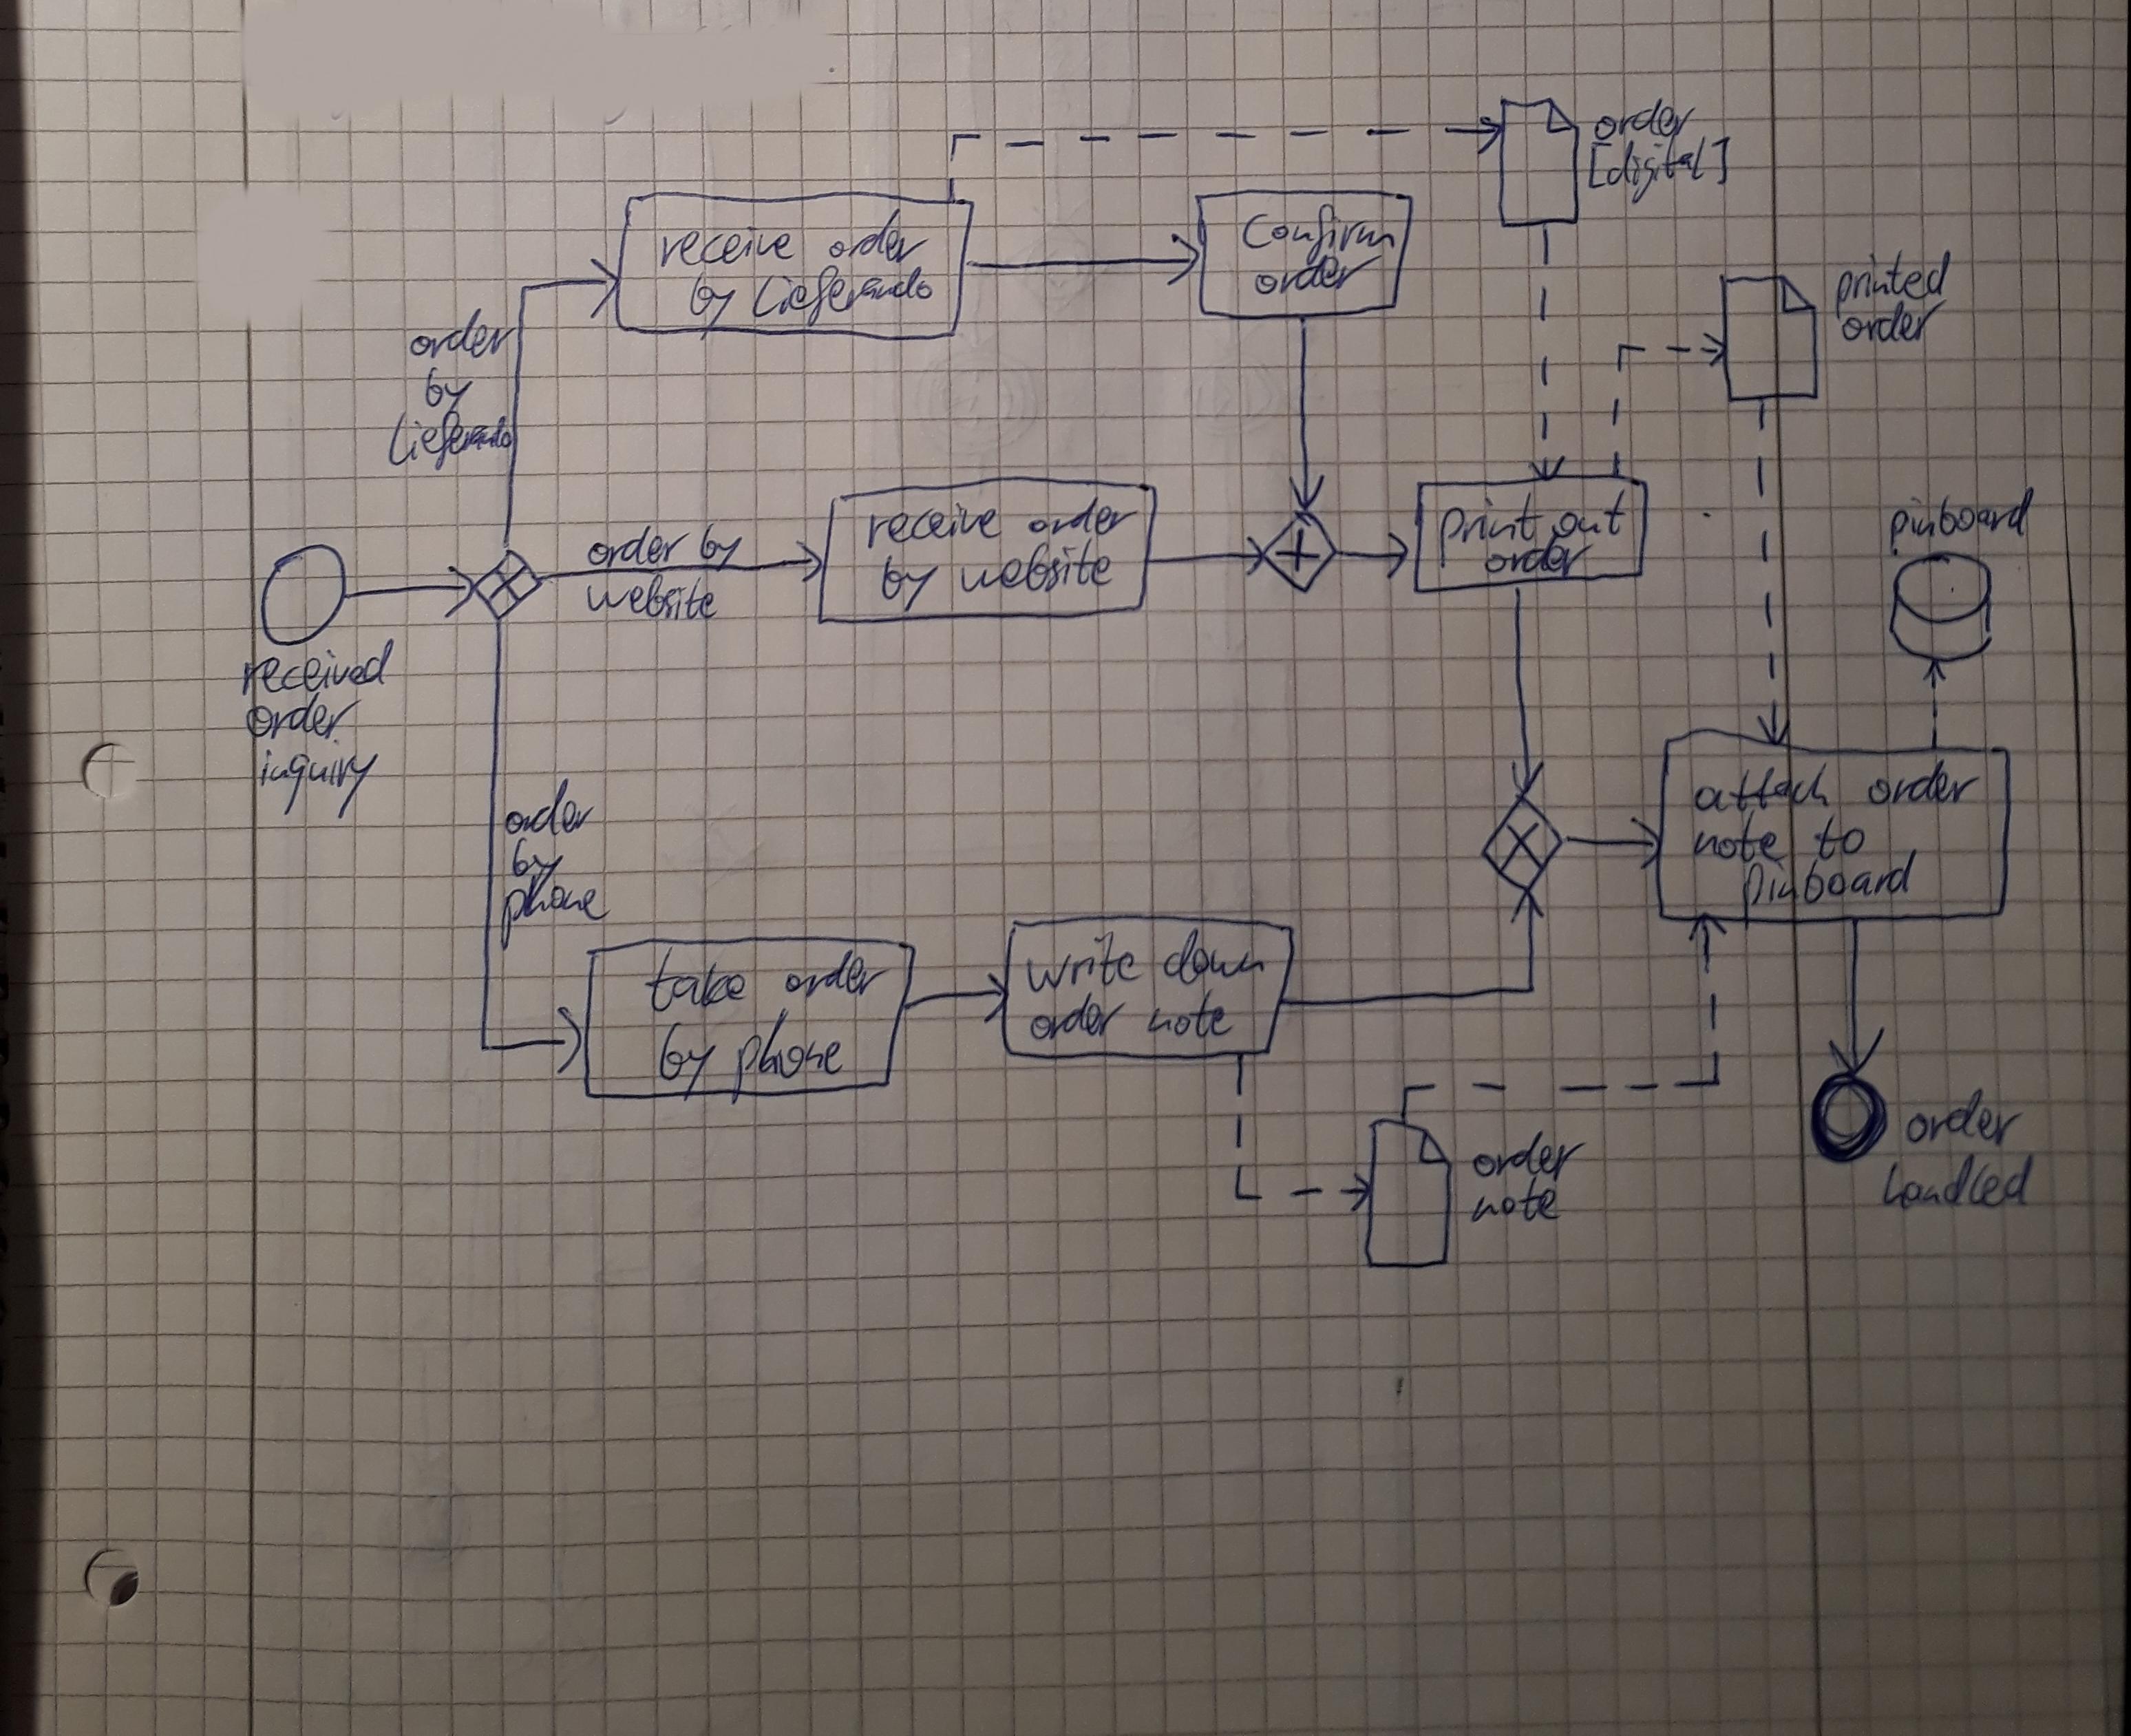 order
[digital]
receive order
by Lieferando
Confirm
order
printed
order
order
by
Lieferando
receive order
by website
print out
order
pinboard
order by
website
received
order
inquiry
attach order
note to
pinboard
order
by
phone
take order
by phone
write down
order note
order
note
order
handled